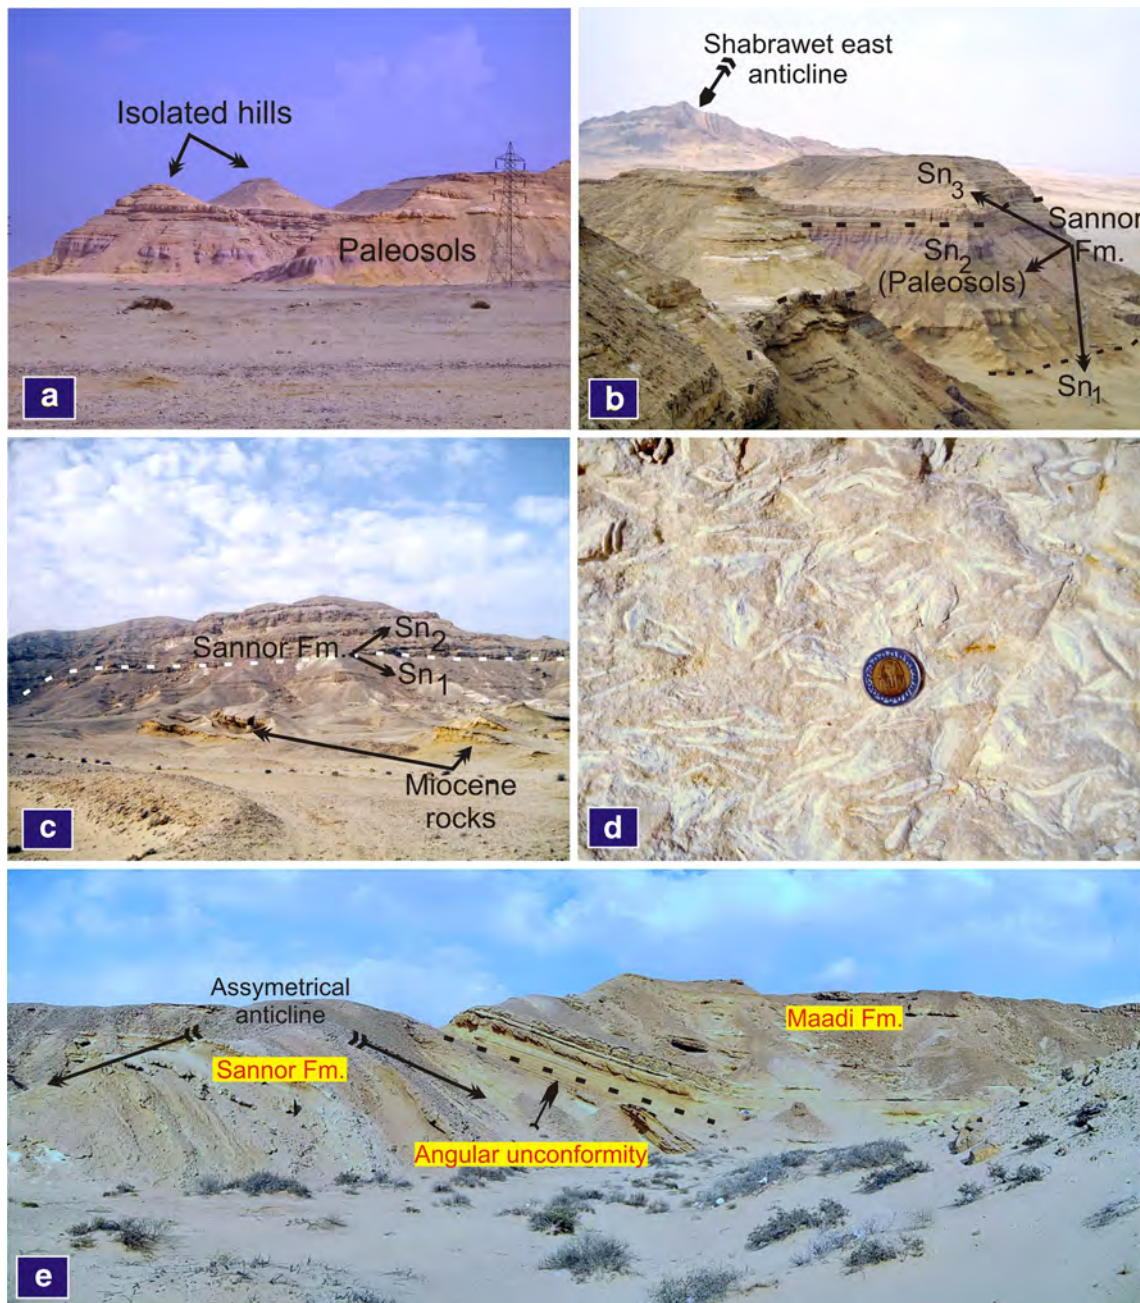 Isolated hills
Paleosols
a
Shabrawet east
anticline
Sn3
Sannor
Fm.
Sn2
(Paleosols)
Sn1
b
Sannor Fm.
Sn2
Sn1
Miocene
rocks
c
d
Assymetrical
anticline
Maadi Fm.
Sannor Fm.
Angular unconformity
e